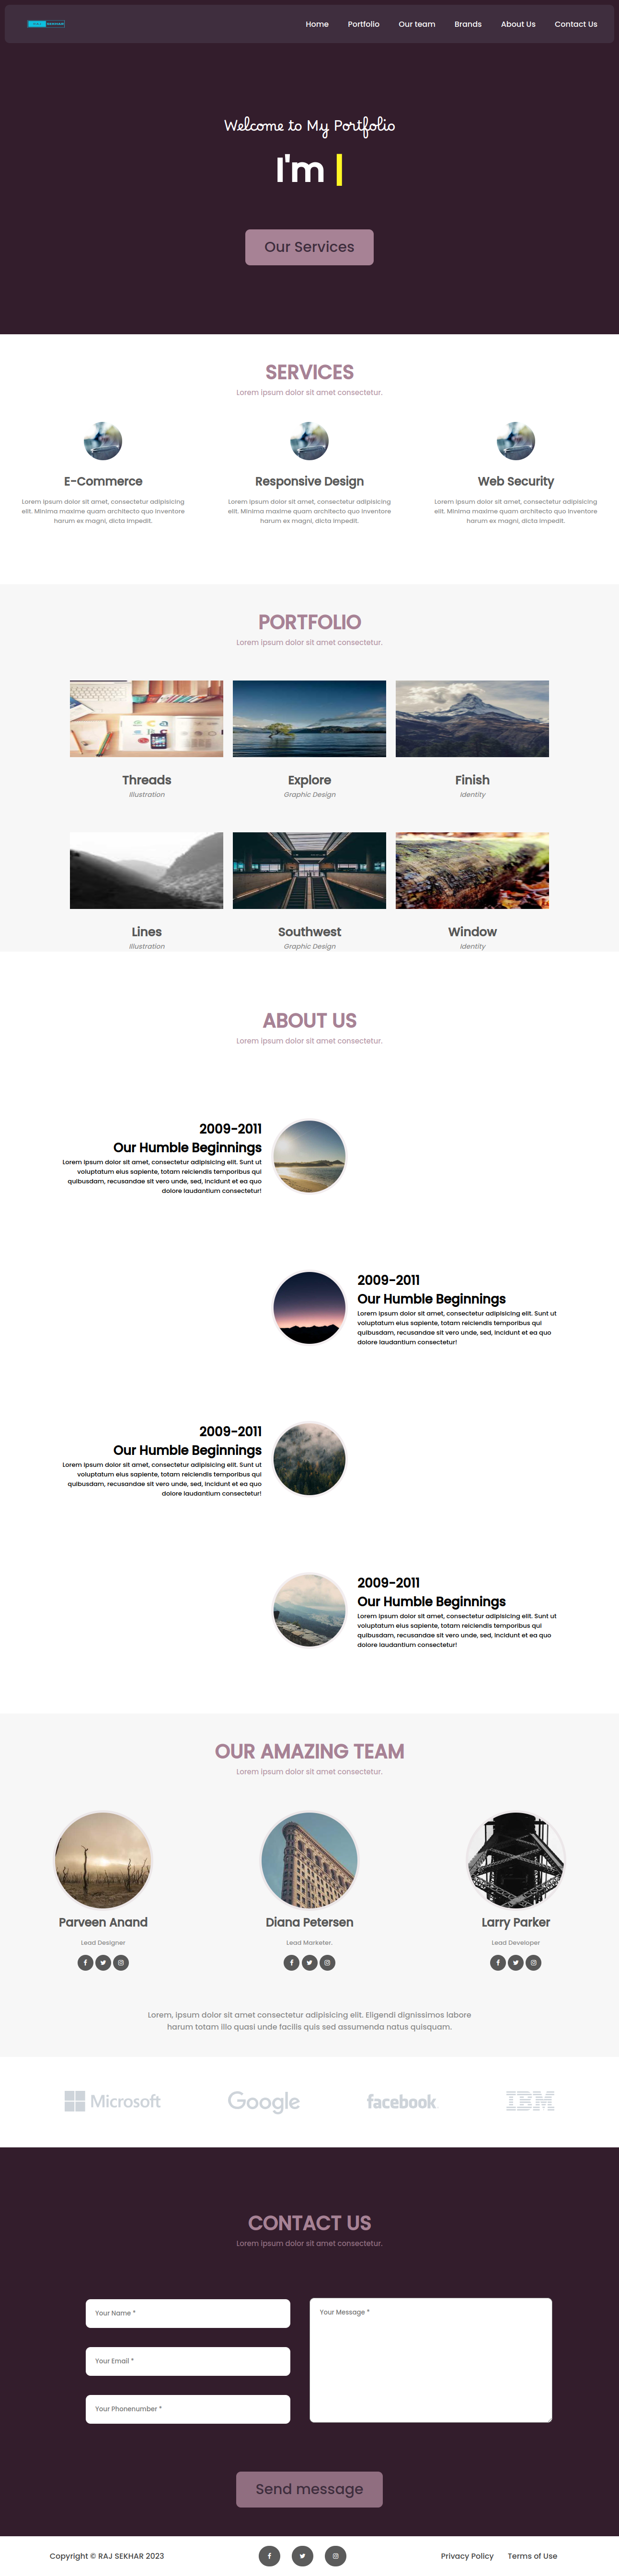 RAJ SEKHAR
Home Portfolio Our team Brands About Us Contact Us
Welcome to My Portfolio
I'm
Our Services
SERVICES
Lorem ipsum dolor sit amet consectetur.
E-Commerce
Lorem ipsum dolor sit amet, consectetur adipisicing
elit. Minima maxime quam architecto quo inventore
harum ex magni, dicta impedit.
Responsive Design
Lorem ipsum dolor sit amet, consectetur adipisicing
elit. Minima maxime quam architecto quo inventore
harum ex magni, dicta impedit.
Web Security
Lorem ipsum dolor sit amet, consectetur adipisicing
elit. Minima maxime quam architecto quo inventore
harum ex magni, dicta impedit.
PORTFOLIO
Lorem ipsum dolor sit amet consectetur.
Threads
Illustration
Explore
Graphic Design
Finish
Identity
Lines
Illustration
Southwest
Graphic Design
Window
Identity
ABOUT US
Lorem ipsum dolor sit amet consectetur.
2009-2011
Our Humble Beginnings
Lorem ipsum dolor sit amet, consectetur adipisicing elit. Sunt ut
voluptatum eius sapiente, totam reiciendis temporibus qui
quibusdam, recusandae sit vero unde, sed, incidunt et ea quo
dolore laudantium consectetur!
2009-2011
Our Humble Beginnings
Lorem ipsum dolor sit amet, consectetur adipisicing elit. Sunt ut
voluptatum eius sapiente, totam reiciendis temporibus qui
quibusdam, recusandae sit vero unde, sed, incidunt et ea quo
dolore laudantium consectetur!
2009-2011
Our Humble Beginnings
Lorem ipsum dolor sit amet, consectetur adipisicing elit. Sunt ut
voluptatum eius sapiente, totam reiciendis temporibus qui
quibusdam, recusandae sit vero unde, sed, incidunt et ea quo
dolore laudantium consectetur!
2009-2011
Our Humble Beginnings
Lorem ipsum dolor sit amet, consectetur adipisicing elit. Sunt ut
voluptatum eius sapiente, totam reiciendis temporibus qui
quibusdam, recusandae sit vero unde, sed, incidunt et ea quo
dolore laudantium consectetur!
OUR AMAZING TEAM
Lorem ipsum dolor sit amet consectetur.
Parveen Anand
Lead Designer
Diana Petersen
Lead Marketer.
Larry Parker
Lead Developer
Lorem, ipsum dolor sit amet consectetur adipisicing elit. Eligendi dignissimos labore
harum totam illo quasi unde facilis quis sed assumenda natus quisquam.
Microsoft Google facebook IBM
CONTACT US
Lorem ipsum dolor sit amet consectetur.
Your Name *
Your Email *
Your Phonenumber *
Your Message *
Send message
Copyright © RAJ SEKHAR 2023
Privacy Policy Terms of Use